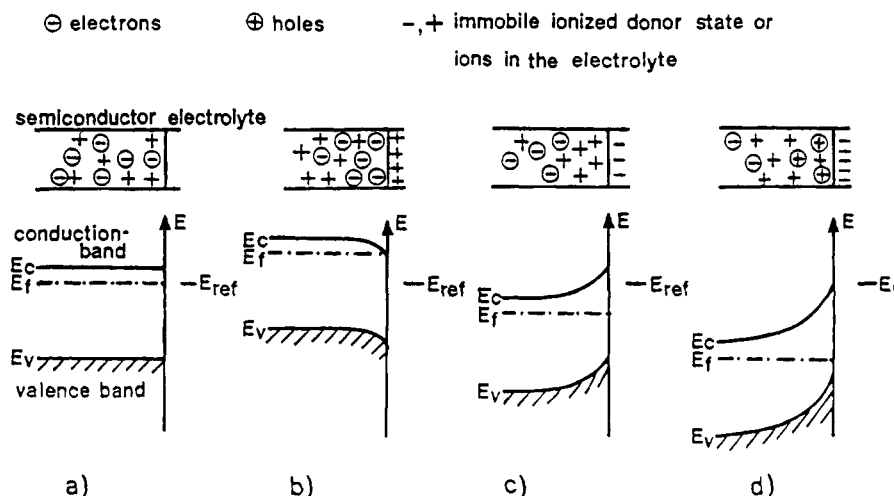 ⊖ electrons ⊕ holes -,+ immobile ionized donor state or
ions in the electrolyte
semiconductor electrolyte
E E E E
conduction-
band
Ec
Ef
Eref
Ev
valence band
Ec
Ef
Eref
Ev
Ec
Ef
Eref
Ev
Ec
Ef
Ev
a) b) c) d)